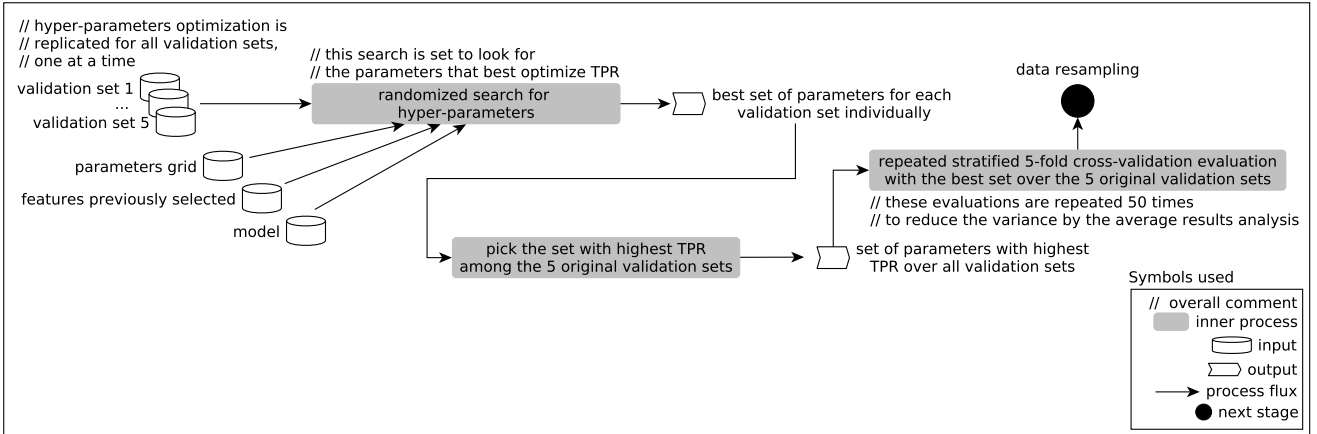 // hyper-parameters optimization is
// replicated for all validation sets,
// one at a time
validation set 1
...
validation set 5
parameters grid
features previously selected
model
// this search is set to look for
// the parameters that best optimize TPR
randomized search for
hyper-parameters
best set of parameters for each
validation set individually
pick the set with highest TPR
among the 5 original validation sets
set of parameters with highest
TPR over all validation sets
data resampling
repeated stratified 5-fold cross-validation evaluation
with the best set over the 5 original validation sets
// these evaluations are repeated 50 times
// to reduce the variance by the average results analysis
Symbols used
// overall comment
inner process
input
output
process flux
next stage